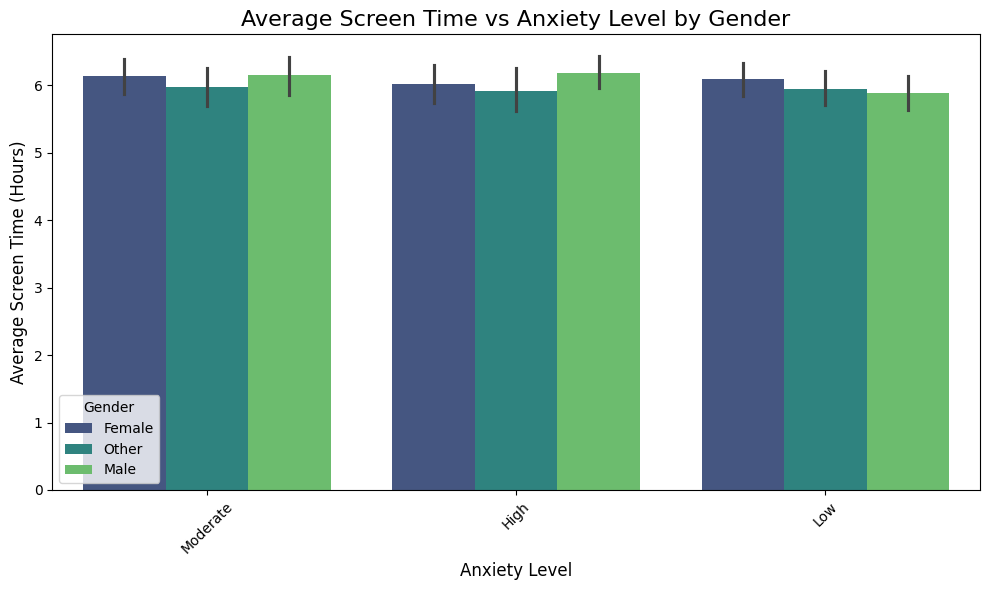 Average Screen Time vs Anxiety Level by Gender
Average Screen Time (Hours)
6
5
4
3
2
1
0
Gender
Female
Other
Male
Moderate
High
Low
Anxiety Level